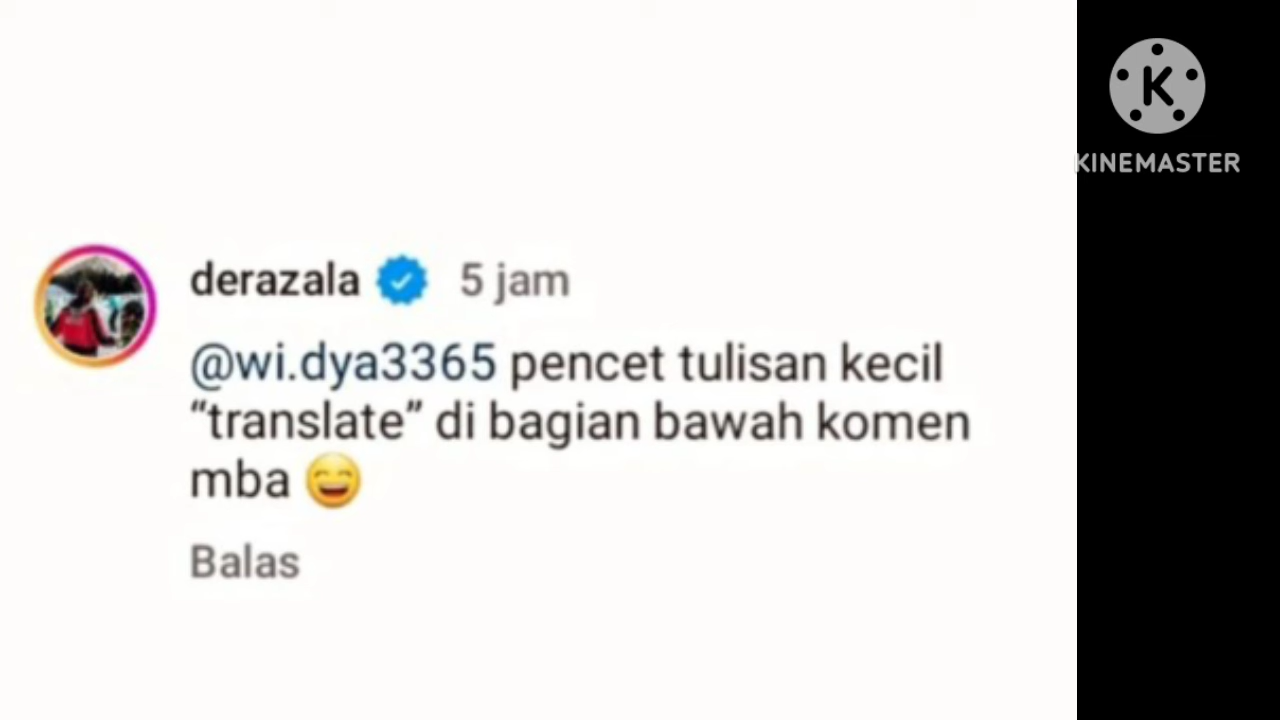 K
KINEMASTER
derazala 5 jam
@wi.dya3365 pencet tulisan kecil
“translate” di bagian bawah komen
mba 😄
Balas